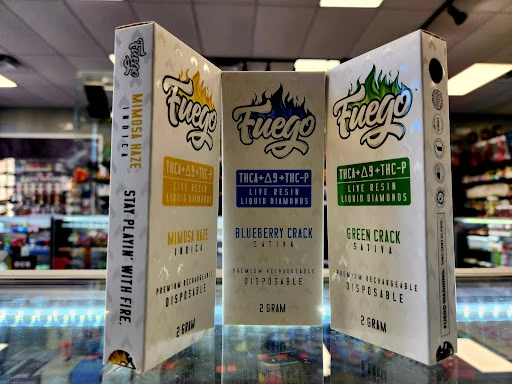 Fuego
MIMOSA HAZE
INDICA
STAY PLAYIN' WITH FIRE.
Fuego
THCA+Δ9+THC-P
LIVE RESIN
LIQUID DIAMONDS
MIMOSA HAZE
INDICA
PREMIUM RECHARGEABLE
DISPOSABLE
2 GRAM
Fuego
THCA+Δ9+THC-P
LIVE RESIN
LIQUID DIAMONDS
BLUEBERRY CRACK
SATIVA
PREMIUM RECHARGEABLE
DISPOSABLE
2 GRAM
Fuego
THCA+Δ9+THC-P
LIVE RESIN
LIQUID DIAMONDS
GREEN CRACK
SATIVA
PREMIUM RECHARGEABLE
DISPOSABLE
2 GRAM
FUEGO WARNING: